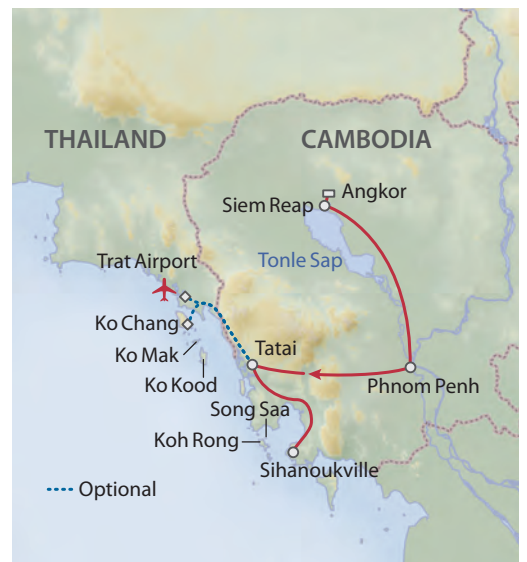 THAILAND
CAMBODIA
Angkor
Siem Reap
Tonle Sap
Trat Airport
Ko Chang
Ko Mak
Tatai
Ko Kood
Phnom Penh
Song Saa
Koh Rong
Sihanoukville
Optional